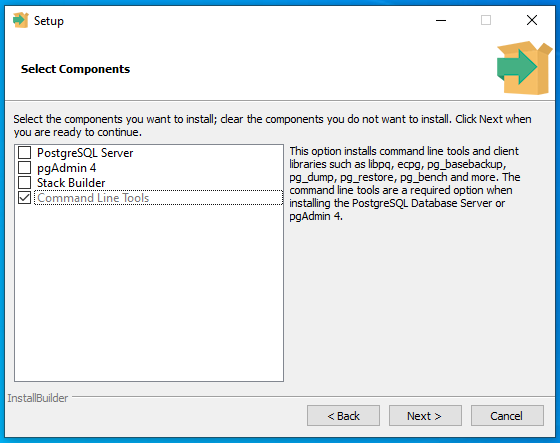 Setup
Select Components
Select the components you want to install; clear the components you do not want to install. Click Next when
you are ready to continue.
PostgreSQL Server
pgAdmin 4
Stack Builder
Command Line Tools
This option installs command line tools and client
libraries such as libpq, ecpg, pg_basebackup,
pg_dump, pg_restore, pg_bench and more. The
command line tools are a required option when
installing the PostgreSQL Database Server or
pgAdmin 4.
InstallBuilder
< Back
Next >
Cancel